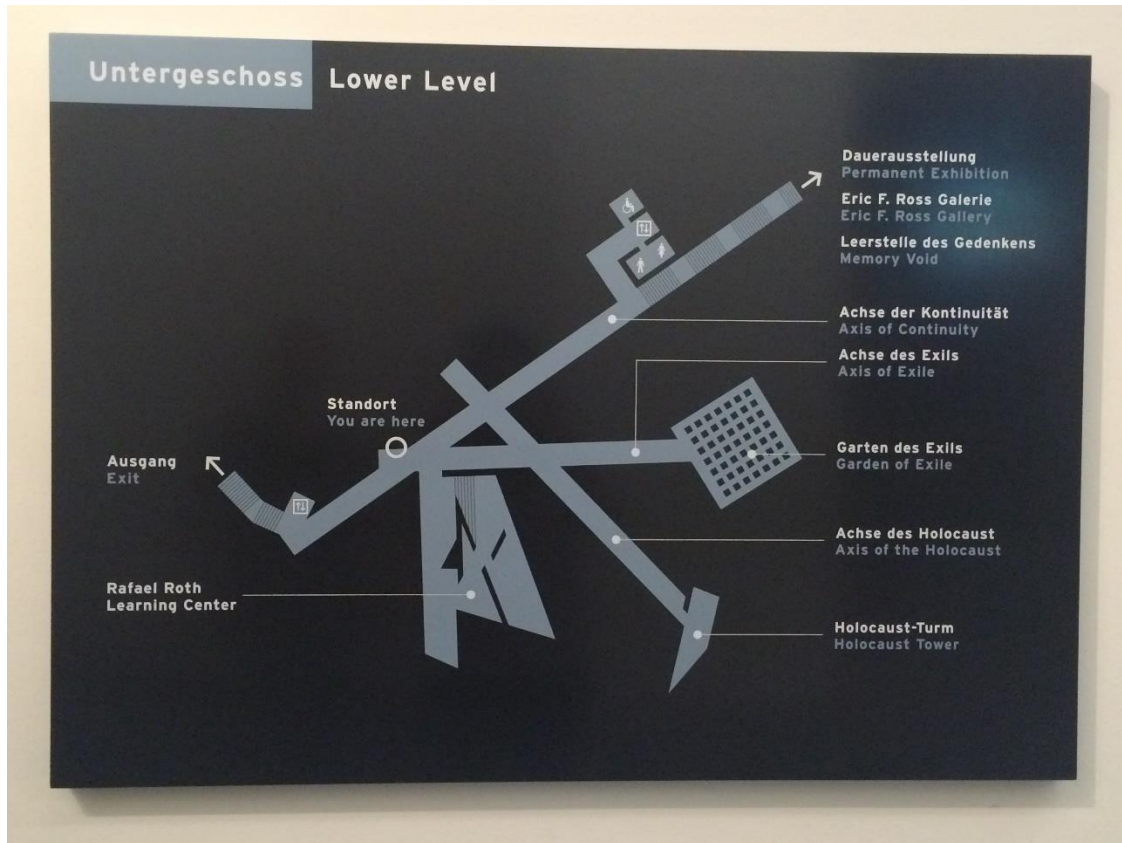 Untergeschoss Lower Level
Dauerausstellung
Permanent Exhibition
Eric F. Ross Galerie
Eric F. Ross Gallery
Leerstelle des Gedenkens
Memory Void
Achse der Kontinuität
Axis of Continuity
Achse des Exils
Axis of Exile
Standort
You are here
Ausgang
Exit
Garten des Exils
Garden of Exile
Achse des Holocaust
Axis of the Holocaust
Rafael Roth
Learning Center
Holocaust-Turm
Holocaust Tower